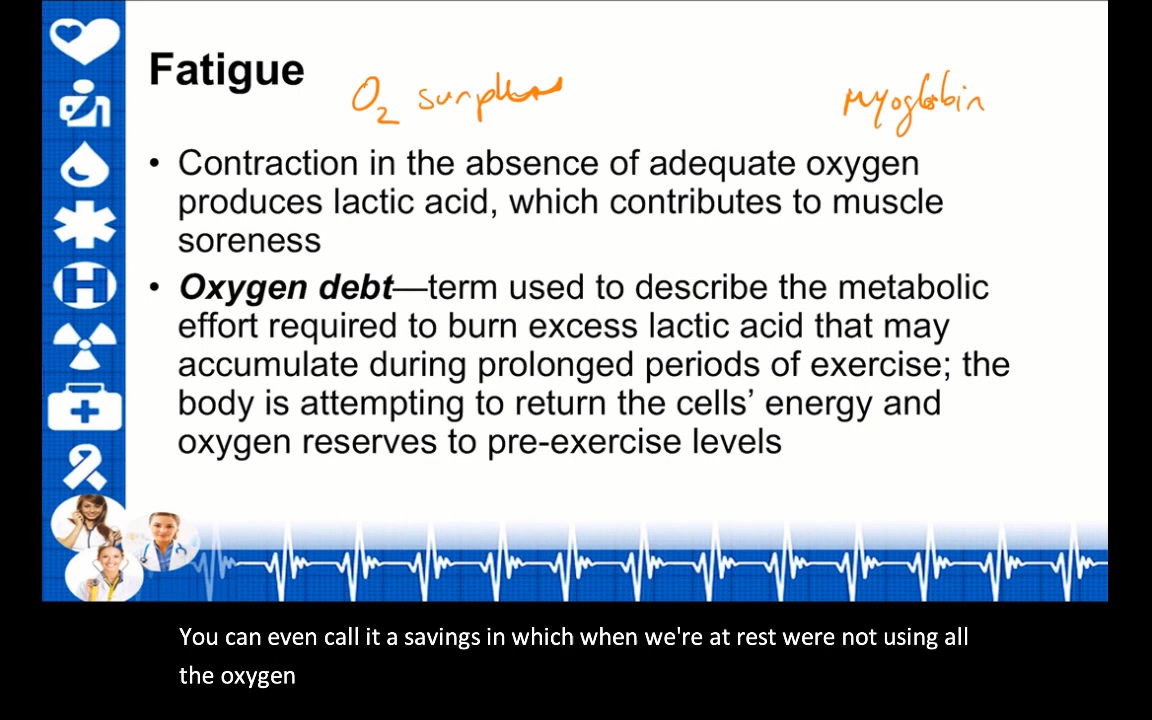 Fatigue
O₂ surplus
Myoglobin
• Contraction in the absence of adequate oxygen
produces lactic acid, which contributes to muscle
soreness
• Oxygen debt—term used to describe the metabolic
effort required to burn excess lactic acid that may
accumulate during prolonged periods of exercise; the
body is attempting to return the cells’ energy and
oxygen reserves to pre-exercise levels
H
You can even call it a savings in which when we're at rest were not using all
the oxygen